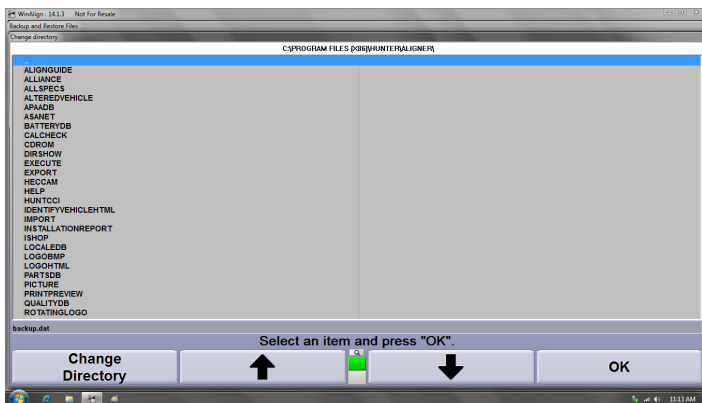 WinAlign : 14.1.3 Not For Resale
Backup and Restore Files
Change directory
C:\PROGRAM FILES (X86)\HUNTER\ALIGNER\
..
ALIGNGUIDE
ALLIANCE
ALLSPECS
ALTEREDVEHICLE
APAADB
ASANET
BATTERYDB
CALCHECK
CDROM
DIRSHOW
EXECUTE
EXPORT
HECCAM
HELP
HUNTCCI
IDENTIFYVEHICLEHTML
IMPORT
INSTALLATIONREPORT
ISHOP
LOCALEDB
LOGOBMP
LOGOHTML
PARTSDB
PICTURE
PRINTPREVIEW
QUALITYDB
ROTATINGLOGO
backup.dat
Select an item and press "OK".
Change
Directory
OK
11:13 AM